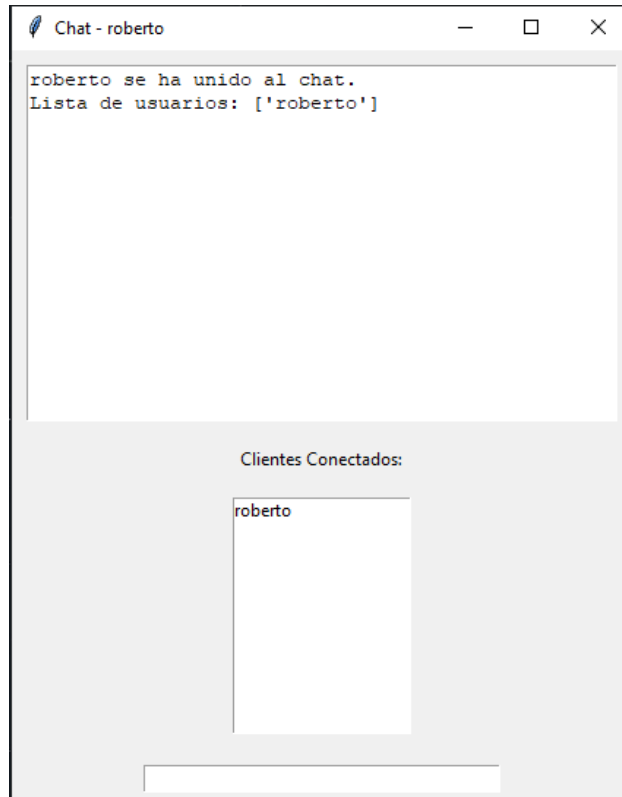 Chat - roberto
roberto se ha unido al chat.
Lista de usuarios: ['roberto']
Clientes Conectados:
roberto